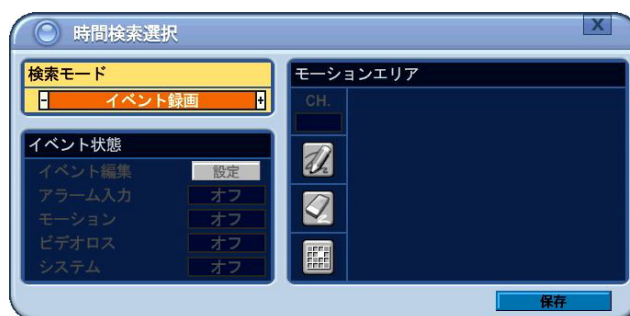 時間検索選択
X
検索モード
- イベント録画 +
イベント状態
イベント編集 設定
アラーム入力 オフ
モーション オフ
ビデオロス オフ
システム オフ
モーションエリア
CH.
保存